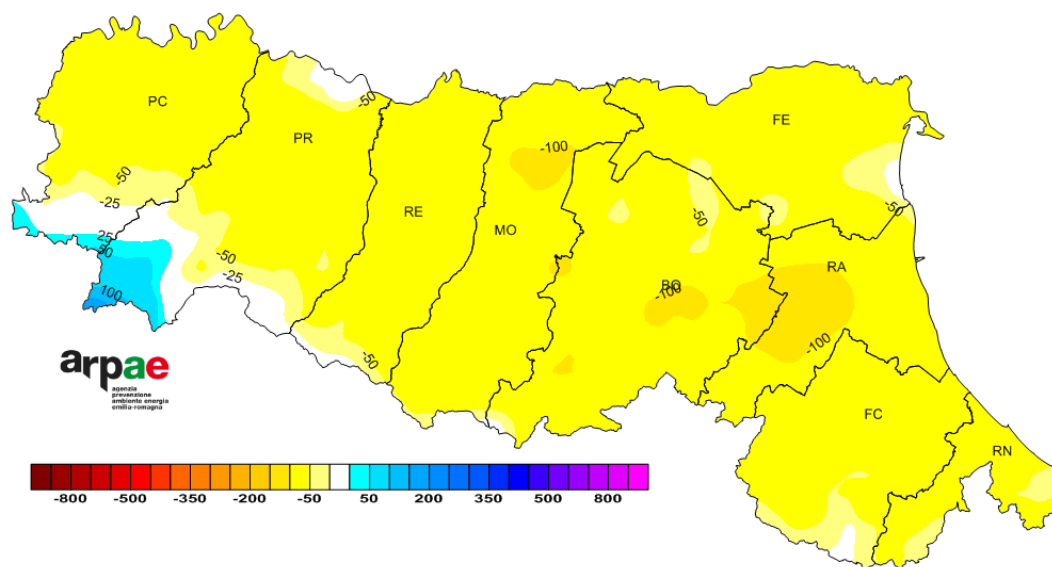 PC
-50
-25
25
50
100
PR
-50
-50
-25
-50
RE
-100
MO
FE
-50
-50
BO
-100
RA
-100
FC
RN
arpae
agenzia
prevenzione
ambiente energia
emilia-romagna
-800 -500 -350 -200 -50 50 200 350 500 800